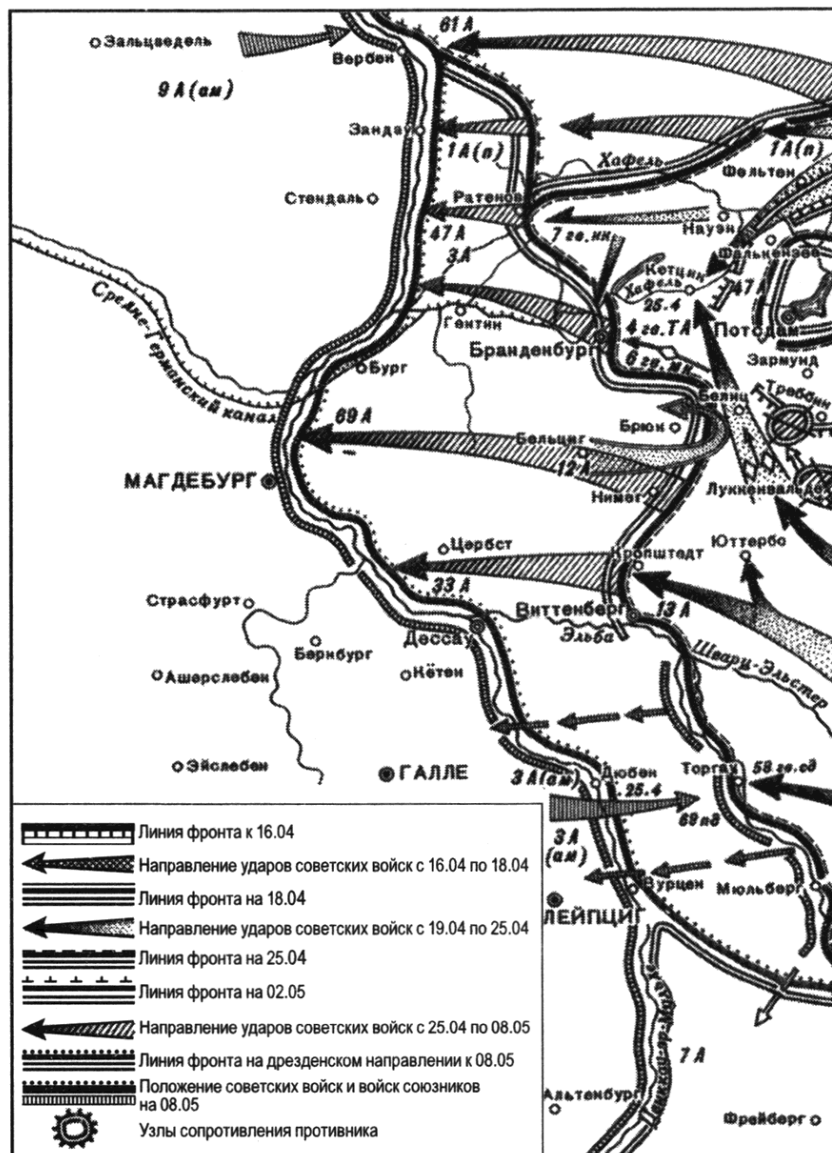 61 А
Зальцведель
Вербен
9 А (ам)
Зандау
1 А (п)
Хафель
1 А (п)
Фельтен
Стендаль
Ратенов
Науэн
47 А
3 А
7 гв. кк
Фалькензее
Кетцин
Хафель
25.4
47 А
Средне-Германский канал
Гентин
4 гв. ТА
Потсдам
Бранденбург
6 гв. мк
Зармунд
Бург
Треббин
Белиц
69 А
Брюк
Бельциг
12 А
МАГДЕБУРГ
Нимег
Луккенвальде
Цербст
Кропштедт
Ютербог
33 А
Страсфурт
Виттенберг
13 А
Дессау
Эльба
Бернбург
Шварц-Эльстер
Ашерслебен
Кётен
Эйслебен
ГАЛЛЕ
3 А (ам)
Дюбен
25.4
Торгау
58 гв. сд
69 пд
3 А
(ам)
Вурцен
Мюльберг
ЛЕЙПЦИГ
7 А
Альтенбург
Фрейберг
Линия фронта к 16.04
Направление ударов советских войск с 16.04 по 18.04
Линия фронта на 18.04
Направление ударов советских войск с 19.04 по 25.04
Линия фронта на 25.04
Линия фронта на 02.05
Направление ударов советских войск с 25.04 по 08.05
Линия фронта на дрезденском направлении к 08.05
Положение советских войск и войск союзников
на 08.05
Узлы сопротивления противника